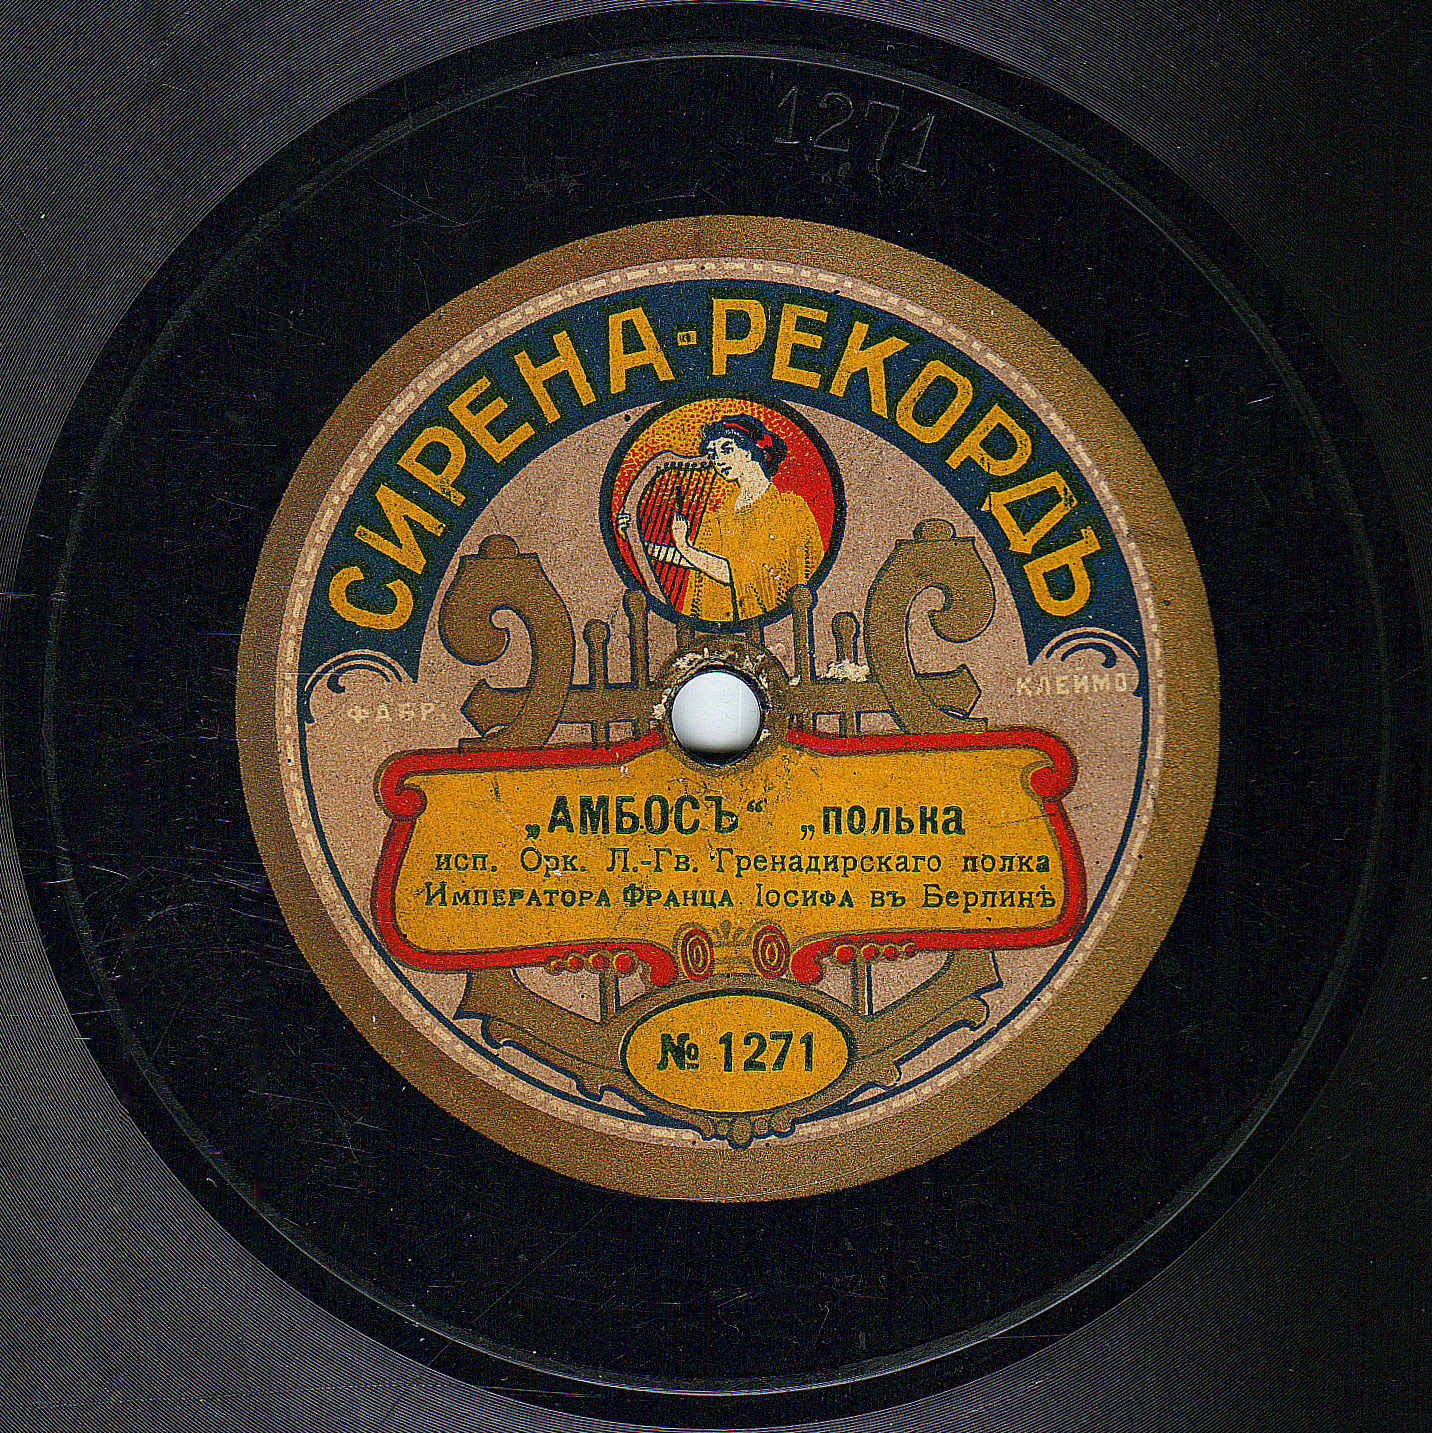 1271
СИРЕНА-РЕКОРДЪ
ФАБР. КЛЕЙМО
„АМБОСЪ“ „ПОЛЬКА
исп. Орк. Л.-Гв. Гренадирскаго полка
Императора Франца Іосифа въ Берлинѣ
№ 1271